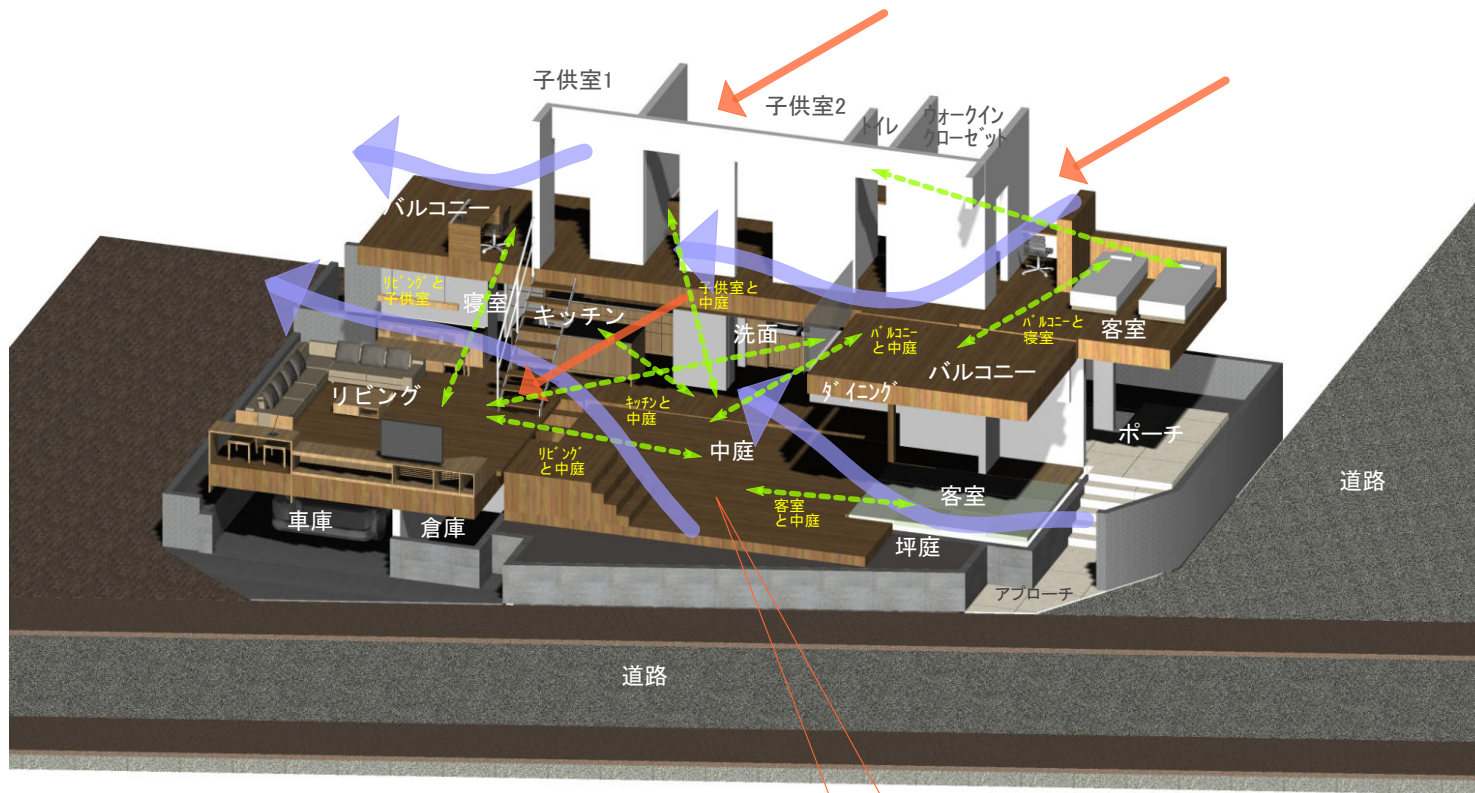 子供室1
子供室2
トイレ
ウォークイン
クローゼット
バルコニー
リビングと
子供室
寝室
キッチン
子供室と
中庭
洗面
バルコニー
と中庭
バルコニーと
寝室
客室
バルコニー
ダイニング
リビング
キッチンと
中庭
中庭
ポーチ
リビング
と中庭
客室
客室
と中庭
道路
車庫
倉庫
坪庭
アプローチ
道路